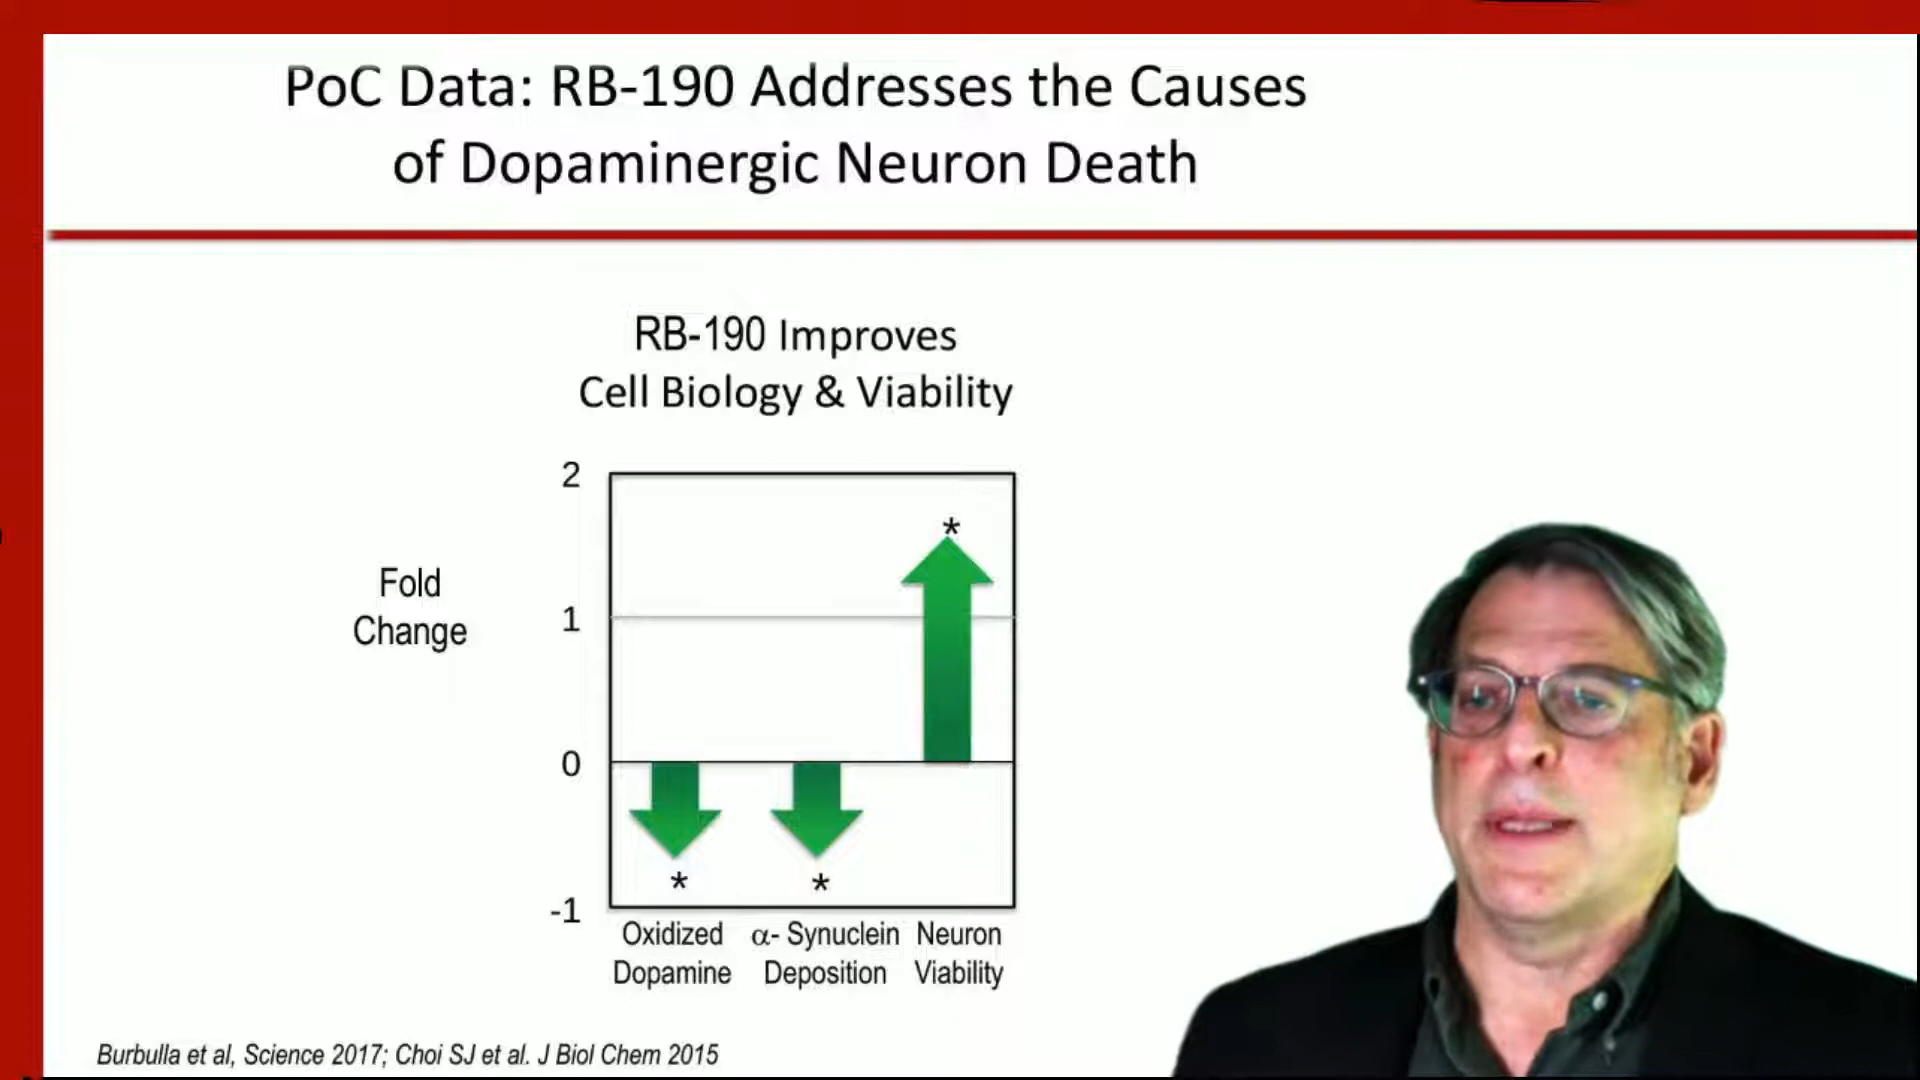 PoC Data: RB-190 Addresses the Causes
of Dopaminergic Neuron Death
RB-190 Improves
Cell Biology & Viability
Fold
Change
2
1
0
-1
*
*
*
Oxidized
Dopamine
α- Synuclein
Deposition
Neuron
Viability
Burbulla et al, Science 2017; Choi SJ et al. J Biol Chem 2015